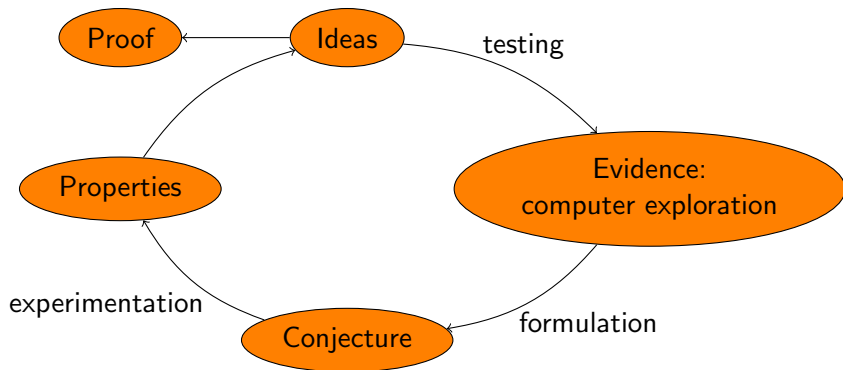 Proof
Ideas
testing
Evidence:
computer exploration
Properties
experimentation
formulation
Conjecture